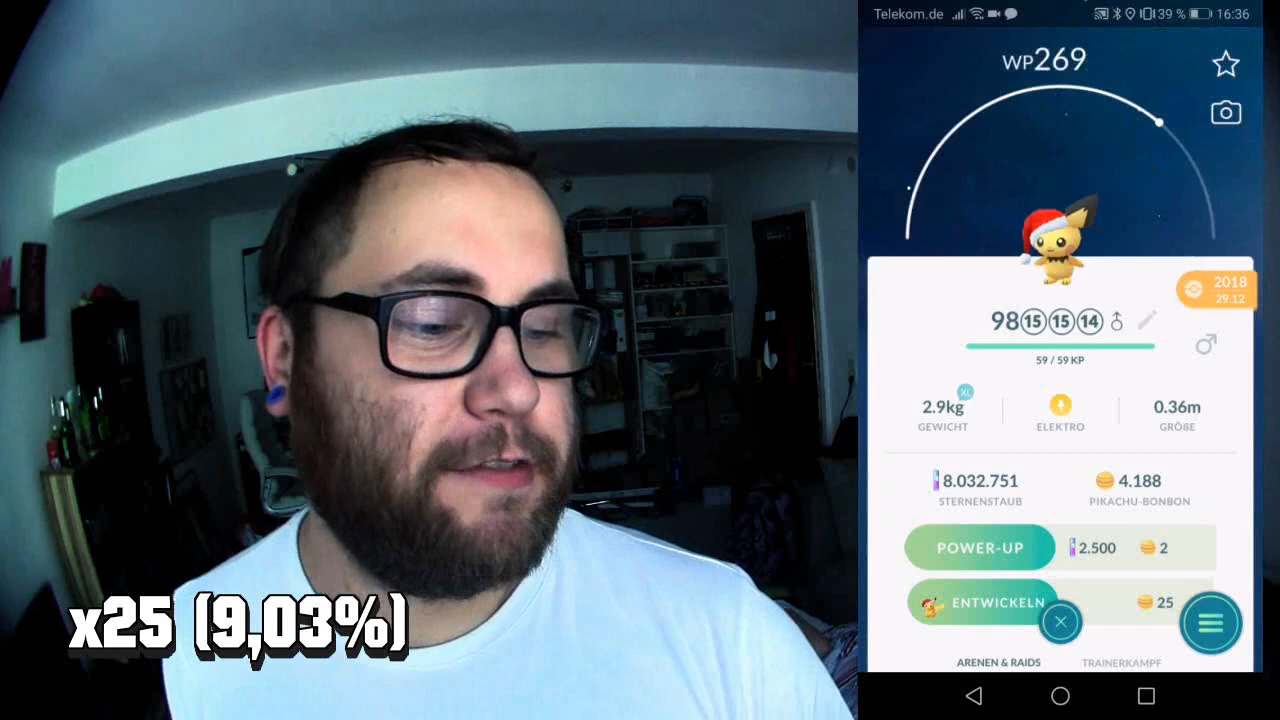 Telekom.de
39 % 16:36
WP269
2018
29.12
98 15 15 14 ♂
59 / 59 KP
XL
2.9kg
GEWICHT
ELEKTRO
0.36m
GRÖßE
8.032.751
STERNENSTAUB
4.188
PIKACHU-BONBON
POWER-UP 2.500 2
ENTWICKELN 25
ARENEN & RAIDS TRAINERKAMPF
x25 (9,03%)